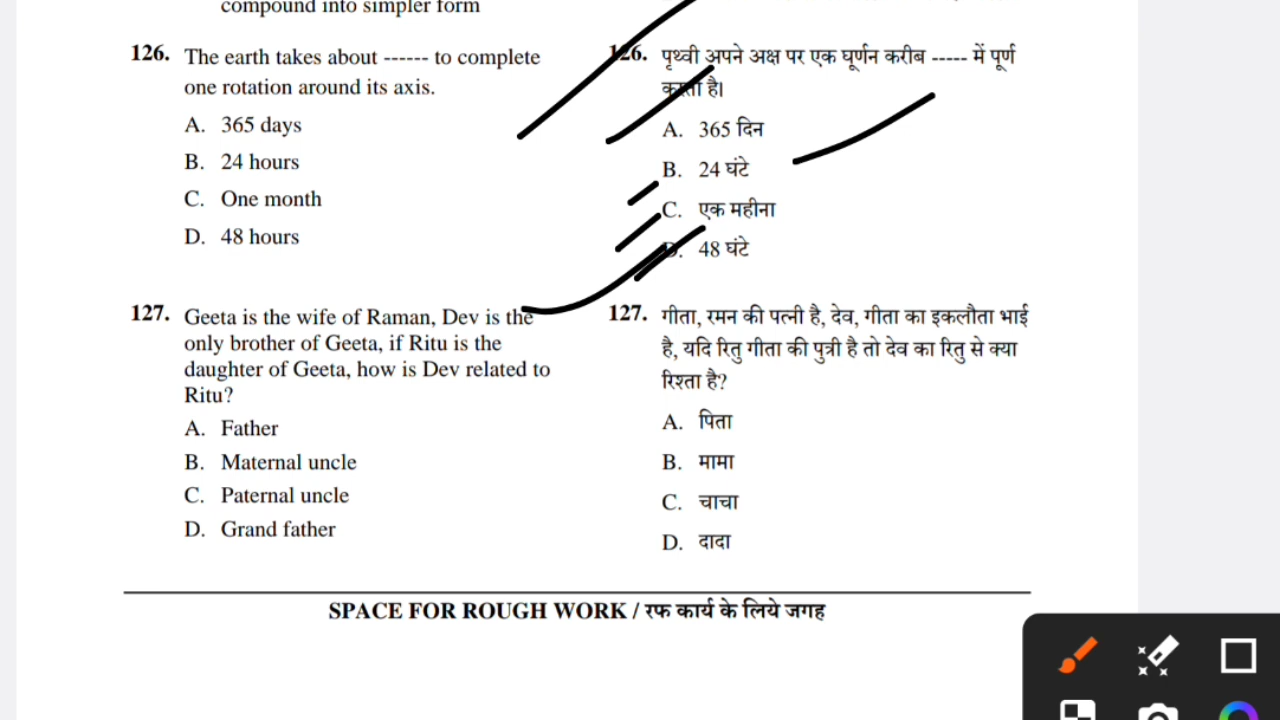 compound into simpler form
126. The earth takes about ------ to complete
one rotation around its axis.
A. 365 days
B. 24 hours
C. One month
D. 48 hours
127. Geeta is the wife of Raman, Dev is the
only brother of Geeta, if Ritu is the
daughter of Geeta, how is Dev related to
Ritu?
A. Father
B. Maternal uncle
C. Paternal uncle
D. Grand father
126. पृथ्वी अपने अक्ष पर एक घूर्णन करीब ----- में पूर्ण
करता है।
A. 365 दिन
B. 24 घंटे
C. एक महीना
D. 48 घंटे
127. गीता, रमन की पत्नी है, देव, गीता का इकलौता भाई
है, यदि रितु गीता की पुत्री है तो देव का रितु से क्या
रिश्ता है?
A. पिता
B. मामा
C. चाचा
D. दादा
SPACE FOR ROUGH WORK / रफ कार्य के लिये जगह